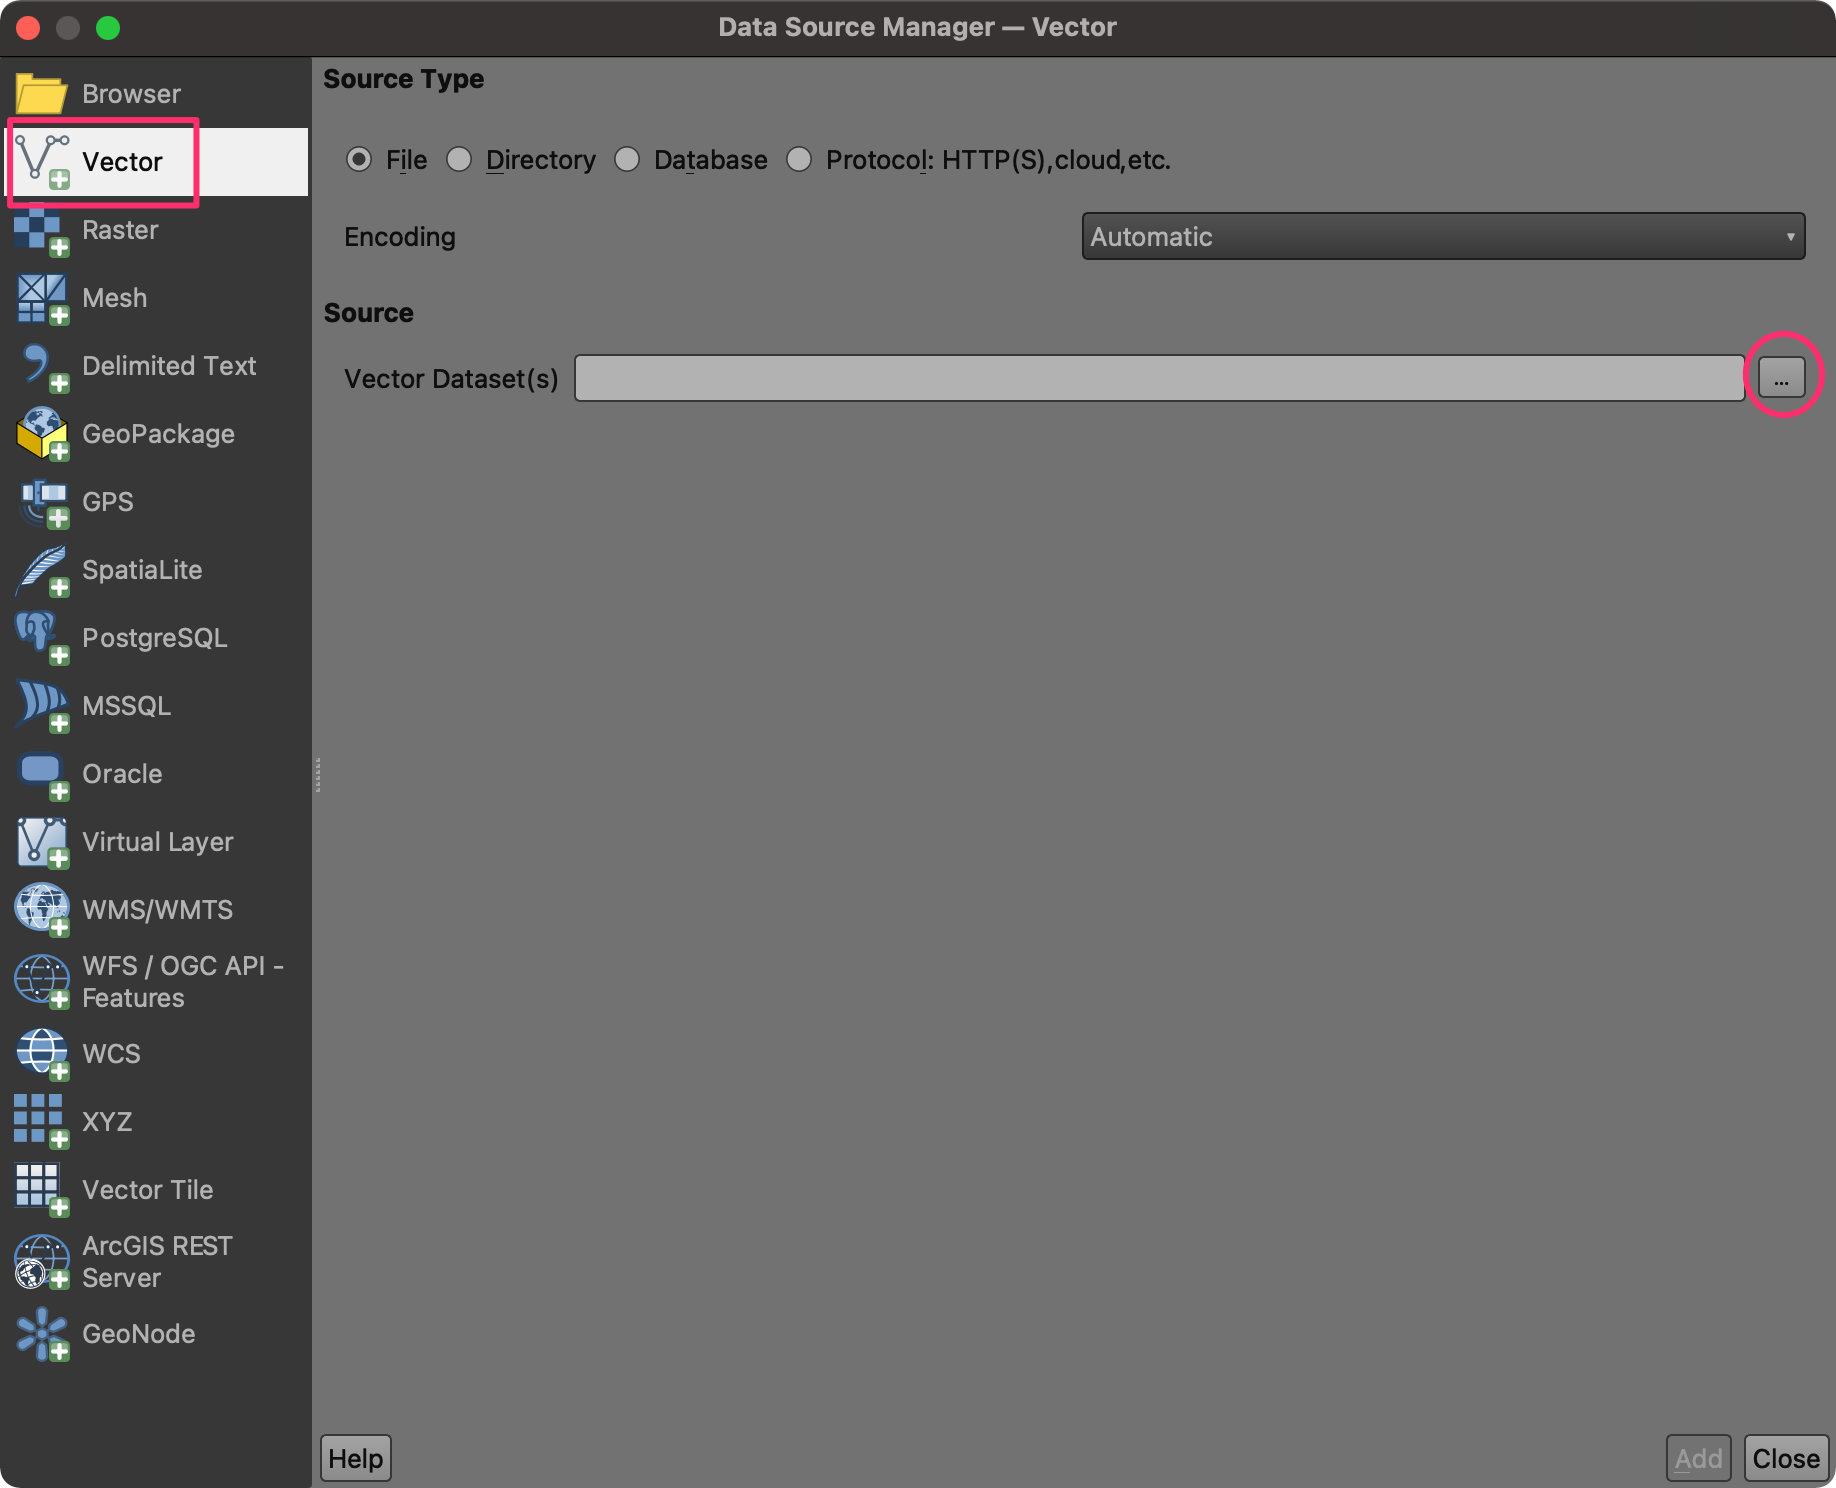 Data Source Manager — Vector
Browser
Vector
Raster
Mesh
Delimited Text
GeoPackage
GPS
SpatiaLite
PostgreSQL
MSSQL
Oracle
Virtual Layer
WMS/WMTS
WFS / OGC API -
Features
WCS
XYZ
Vector Tile
ArcGIS REST
Server
GeoNode
Source Type
File Directory Database Protocol: HTTP(S),cloud,etc.
Encoding Automatic
Source
Vector Dataset(s) ...
Help Add Close